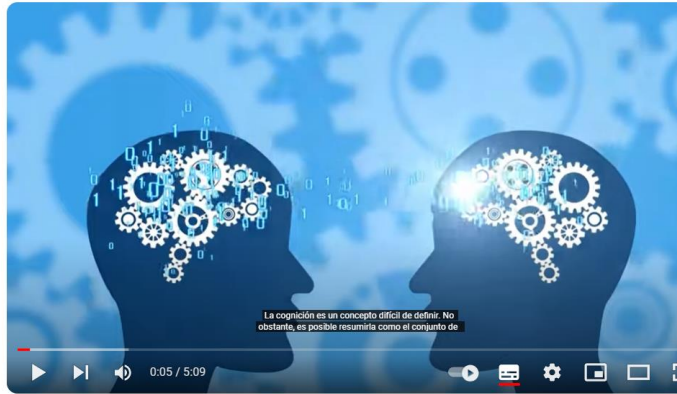 La cognición es un concepto difícil de definir. No
obstante, es posible resumirla como el conjunto de
0:05 / 5:09